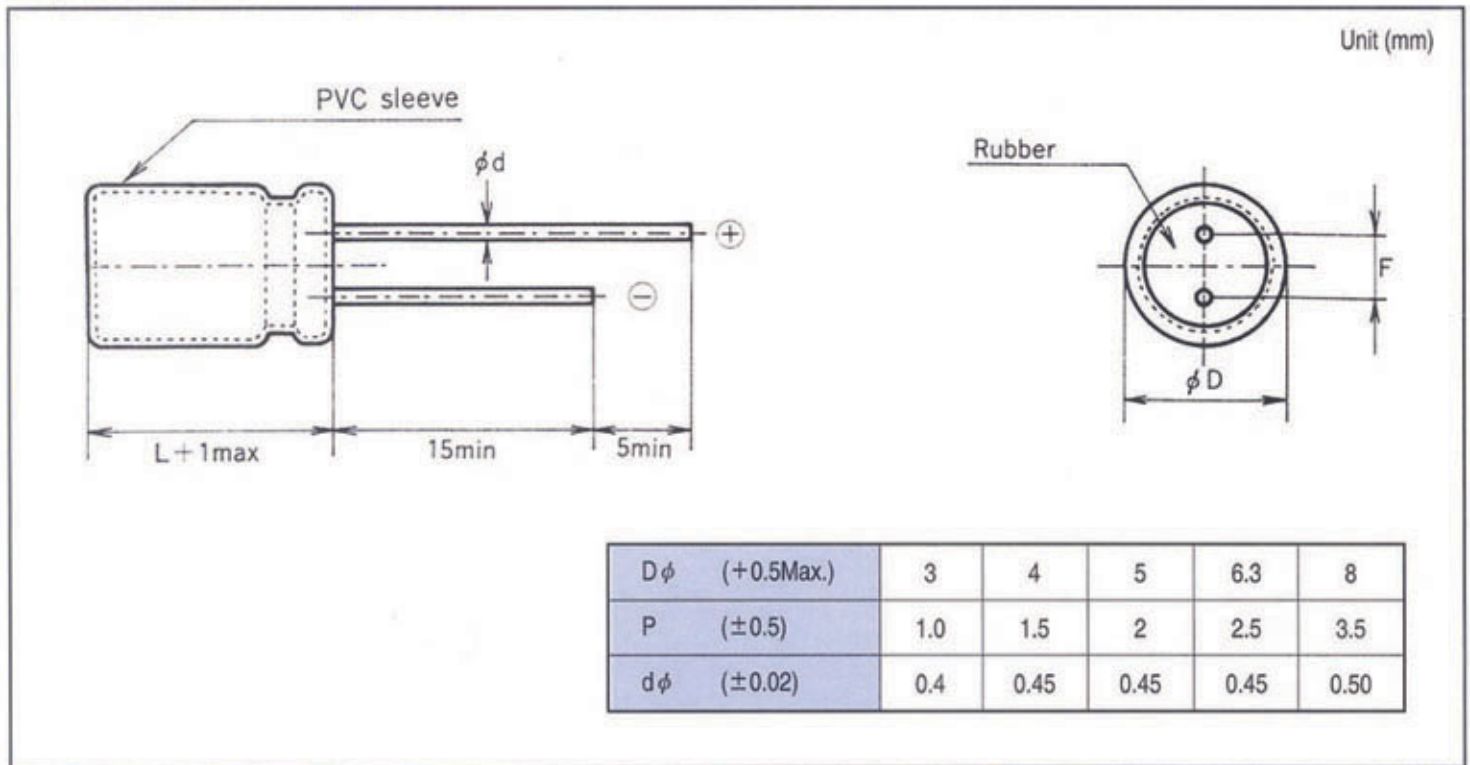 Unit (mm)
PVC sleeve
φd
⊕
⊖
L+1max
15min
5min
Rubber
F
φD
Dφ (+0.5Max.) 3 4 5 6.3 8
P (±0.5) 1.0 1.5 2 2.5 3.5
dφ (±0.02) 0.4 0.45 0.45 0.45 0.50